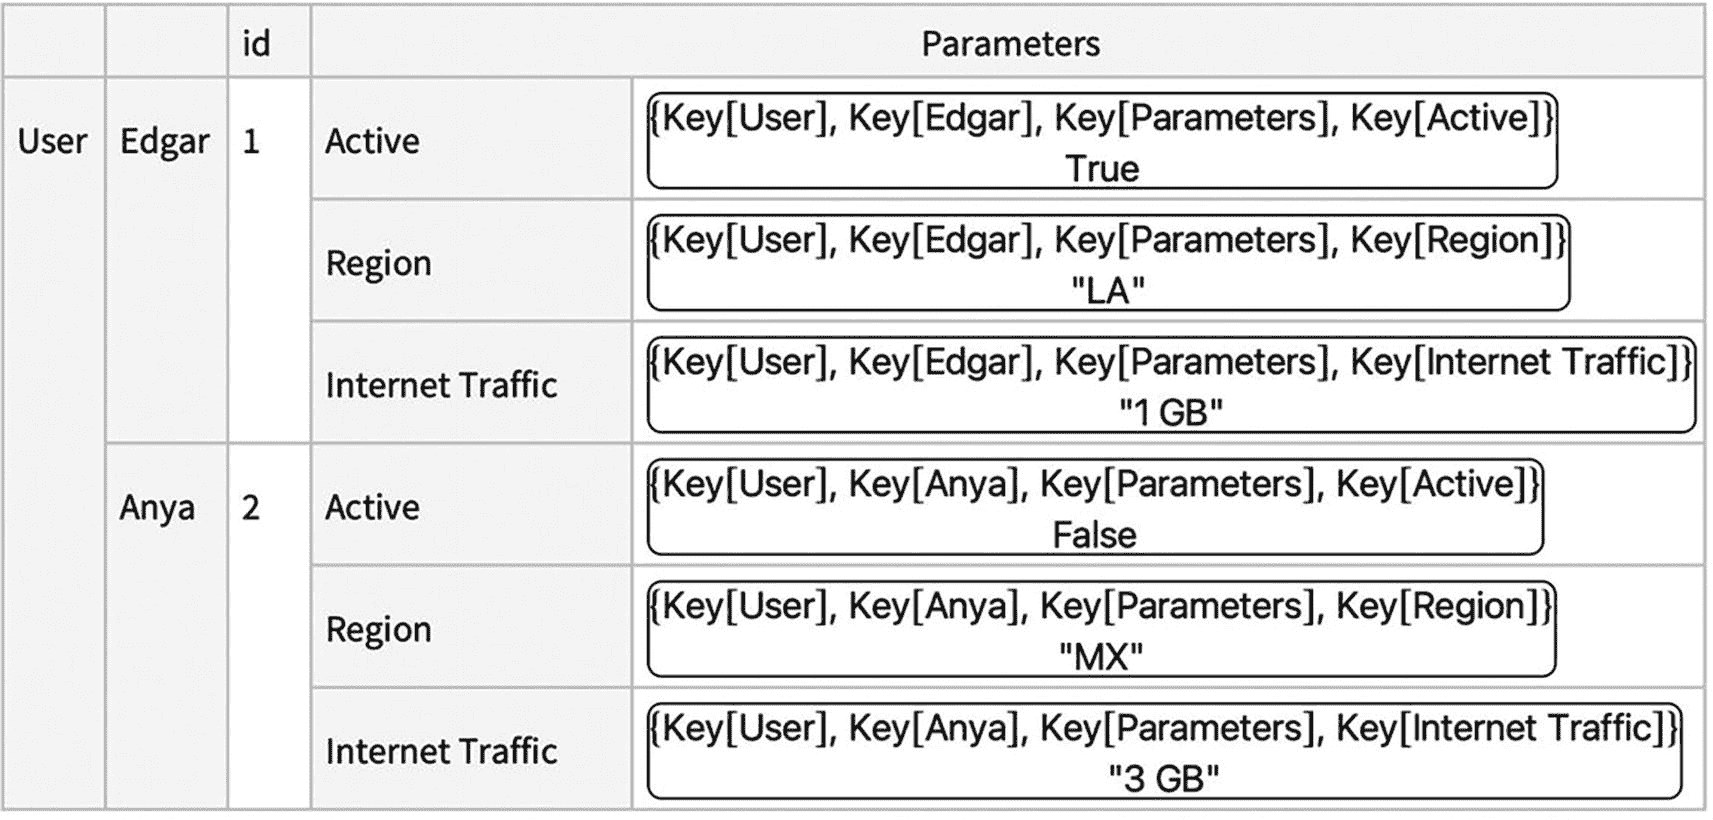 id Parameters
User Edgar 1 Active {Key[User], Key[Edgar], Key[Parameters], Key[Active]}
True
Region {Key[User], Key[Edgar], Key[Parameters], Key[Region]}
"LA"
Internet Traffic {Key[User], Key[Edgar], Key[Parameters], Key[Internet Traffic]}
"1 GB"
Anya 2 Active {Key[User], Key[Anya], Key[Parameters], Key[Active]}
False
Region {Key[User], Key[Anya], Key[Parameters], Key[Region]}
"MX"
Internet Traffic {Key[User], Key[Anya], Key[Parameters], Key[Internet Traffic]}
"3 GB"